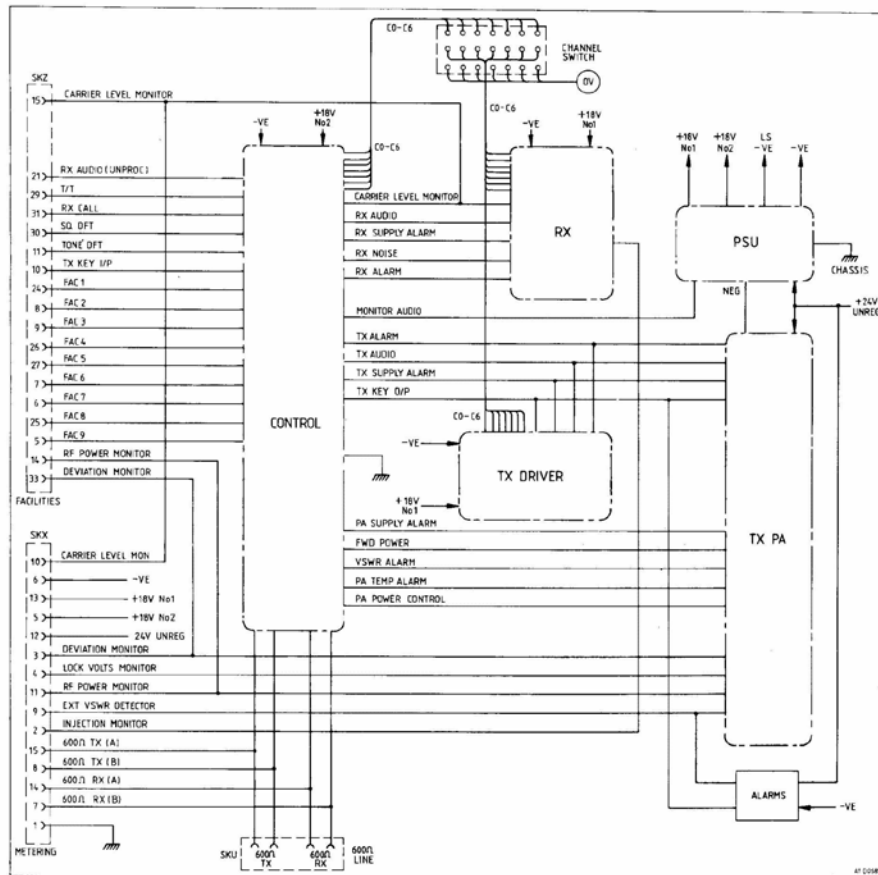 C0-C6
CHANNEL
SWITCH
0V
SKZ
15 CARRIER LEVEL MONITOR
-VE
+18V
No2
C0-C6
C0-C6
-VE
+18V
No1
+18V
No1
+18V
No2
LS
-VE
-VE
21 RX AUDIO (UNPROC)
29 T/T
31 RX CALL
30 SQ DFT
11 TONE DFT
10 TX KEY I/P
24 FAC 1
8 FAC 2
9 FAC 3
26 FAC 4
27 FAC 5
7 FAC 6
6 FAC 7
25 FAC 8
5 FAC 9
14 RF POWER MONITOR
33 DEVIATION MONITOR
FACILITIES
CONTROL
CARRIER LEVEL MONITOR
RX AUDIO
RX SUPPLY ALARM
RX NOISE
RX ALARM
MONITOR AUDIO
TX ALARM
TX AUDIO
TX SUPPLY ALARM
TX KEY O/P
RX
PSU
CHASSIS
NEG
+24V
UNREG
C0-C6
-VE
TX DRIVER
+18V
No1
PA SUPPLY ALARM
FWD POWER
VSWR ALARM
PA TEMP ALARM
PA POWER CONTROL
TX PA
SKX
10 CARRIER LEVEL MON
6 -VE
13 +18V No1
5 +18V No2
12 24V UNREG
3 DEVIATION MONITOR
4 LOCK VOLTS MONITOR
11 RF POWER MONITOR
9 EXT VSWR DETECTOR
2 INJECTION MONITOR
15 600Ω TX (A)
8 600Ω TX (B)
14 600Ω RX (A)
7 600Ω RX (B)
1
METERING
ALARMS
-VE
SKU
600Ω
TX
600Ω
RX
600Ω
LINE